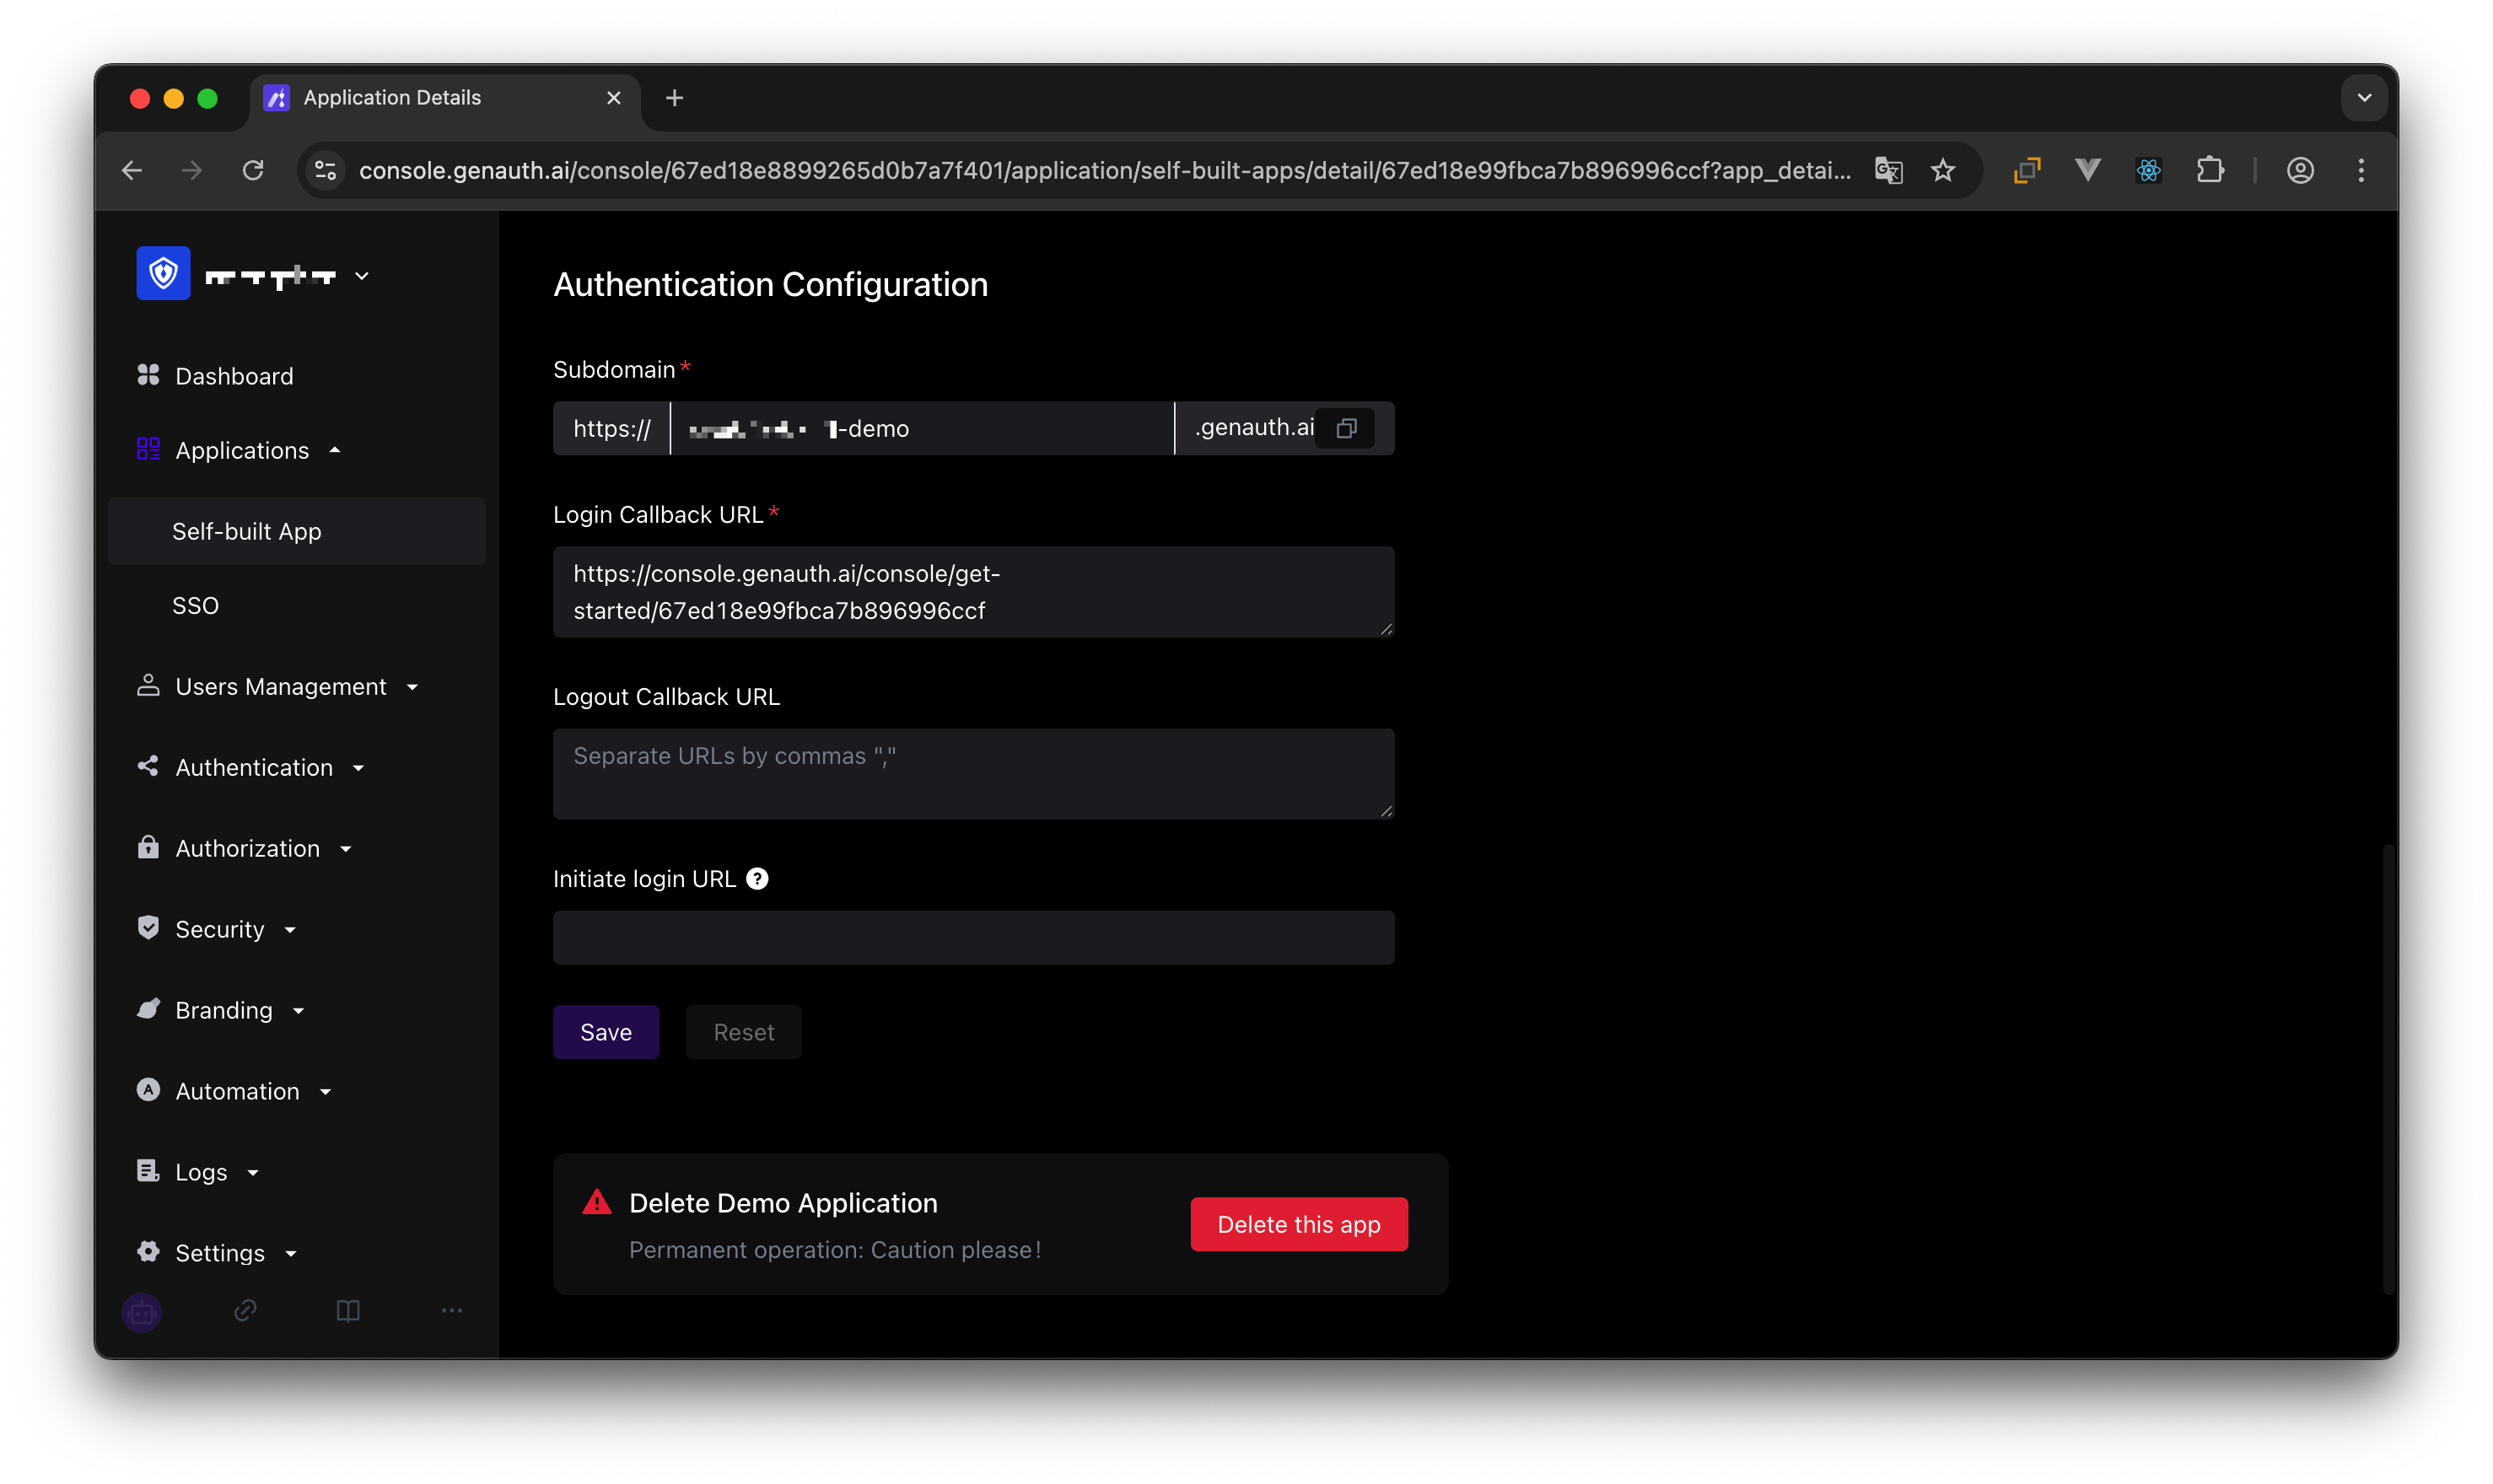 Application Details
console.genauth.ai/console/67ed18e8899265d0b7a7f401/application/self-built-apps/detail/67ed18e99fbca7b896996ccf?app_detai...
Dashboard
Applications
Self-built App
SSO
Users Management
Authentication
Authorization
Security
Branding
Automation
Logs
Settings
Authentication Configuration
Subdomain*
https:// -demo .genauth.ai
Login Callback URL*
https://console.genauth.ai/console/get-
started/67ed18e99fbca7b896996ccf
Logout Callback URL
Separate URLs by commas ","
Initiate login URL ?
Save Reset
Delete Demo Application
Permanent operation: Caution please!
Delete this app